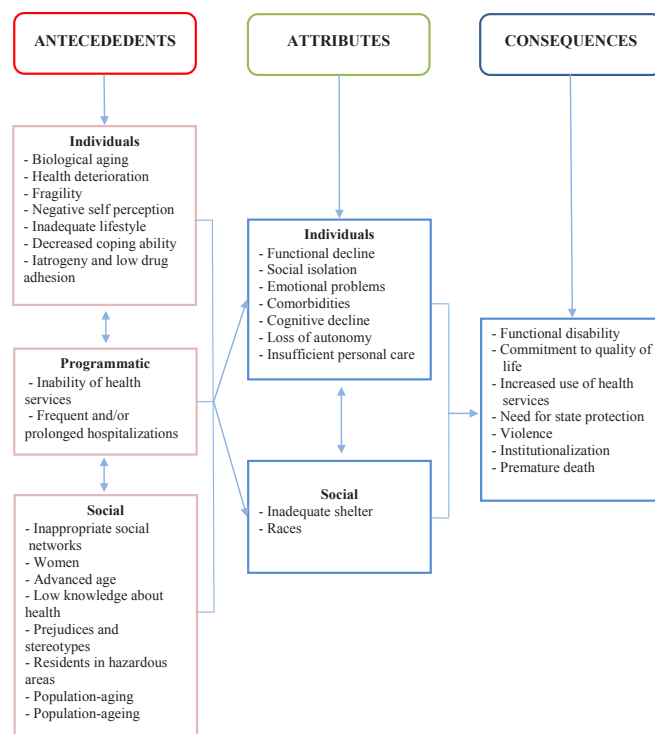 ANTECEDEDENTS
Individuals
- Biological aging
- Health deterioration
- Fragility
- Negative self perception
- Inadequate lifestyle
- Decreased coping ability
- Iatrogeny and low drug
adhesion
Programmatic
- Inability of health
services
- Frequent and/or
prolonged hospitalizations
Social
- Inappropriate social
networks
- Women
- Advanced age
- Low knowledge about
health
- Prejudices and
stereotypes
- Residents in hazardous
areas
- Population-aging
- Population-ageing
ATTRIBUTES
Individuals
- Functional decline
- Social isolation
- Emotional problems
- Comorbidities
- Cognitive decline
- Loss of autonomy
- Insufficient personal care
Social
- Inadequate shelter
- Races
CONSEQUENCES
- Functional disability
- Commitment to quality of
life
- Increased use of health
services
- Need for state protection
- Violence
- Institutionalization
- Premature death